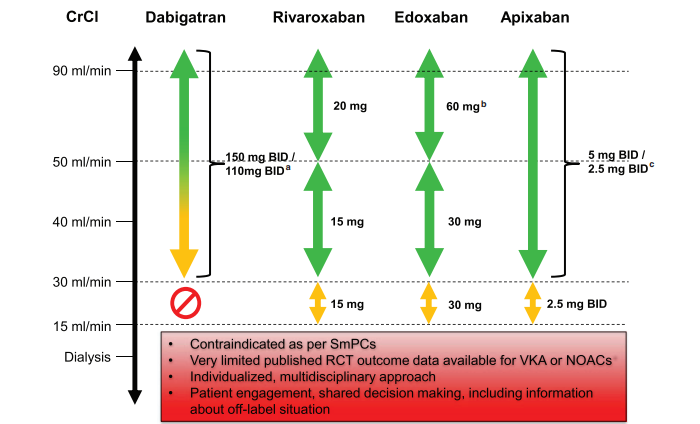 CrCl Dabigatran Rivaroxaban Edoxaban Apixaban
90 ml/min
20 mg 60 mgᵇ
50 ml/min
150 mg BID /
110mg BIDᵃ
5 mg BID /
2.5 mg BIDᶜ
40 ml/min
15 mg 30 mg
30 ml/min
15 mg 30 mg 2.5 mg BID
15 ml/min
Dialysis
• Contraindicated as per SmPCs
• Very limited published RCT outcome data available for VKA or NOACs
• Individualized, multidisciplinary approach
• Patient engagement, shared decision making, including information
about off-label situation